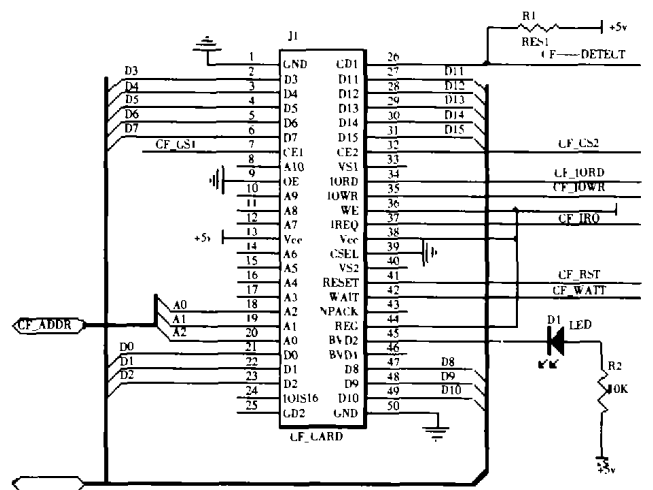 R1
+5v
RES1
J1
CF——DETECT
1 GND CD1 26
D3 2 D3 D11 27 D11
D4 3 D4 D12 28 D12
D5 4 D5 D13 29 D13
D6 5 D6 D14 30 D14
D7 6 D7 D15 31 D15
CF_CS1 7 CE1 CE2 32 CF_CS2
8 A10 VS1 33
9 OE IORD 34 CF_IORD
10 A9 IOWR 35 CF_IOWR
11 A8 WE 36
12 A7 IREQ 37 CF_IRQ
+5v 13 Vcc Vcc 38
14 A6 CSEL 39
15 A5 VS2 40
16 A4 RESET 41 CF_RST
17 A3 WAIT 42 CF_WATT
A0 18 A2 NPACK 43
CF_ADDR A1 19 A1 REG 44
A2 20 A0 BVD2 45 D1 LED
D0 21 D0 BVD1 46
D1 22 D1 D8 47 D8
D2 23 D2 D9 48 D9
24 IOIS16 D10 49 D10
25 GD2 GND 50
CF_CARD
R2
10K
+5v